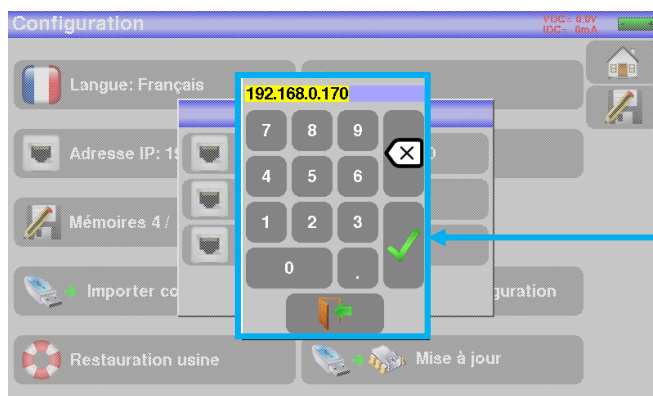 Configuration
VDC= 0.0V
IDC= 0mA
Langue: Français
192.168.0.170
7 8 9
Adresse IP: 19
4 5 6
Mémoires 4 /
1 2 3
0 .
Importer co
guration
Restauration usine
Mise à jour